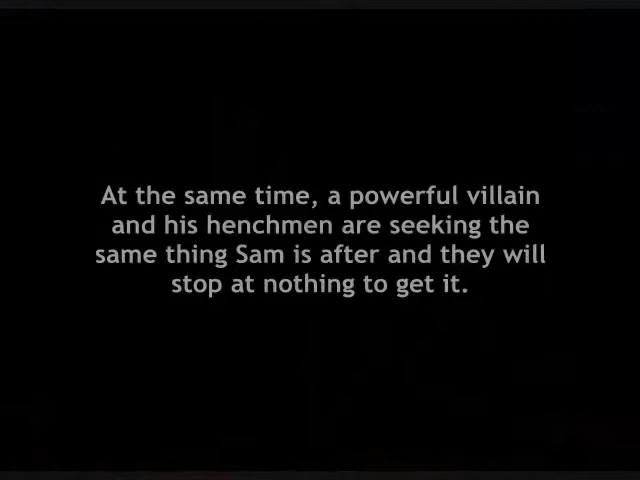 At the same time, a powerful villain
and his henchmen are seeking the
same thing Sam is after and they will
stop at nothing to get it.